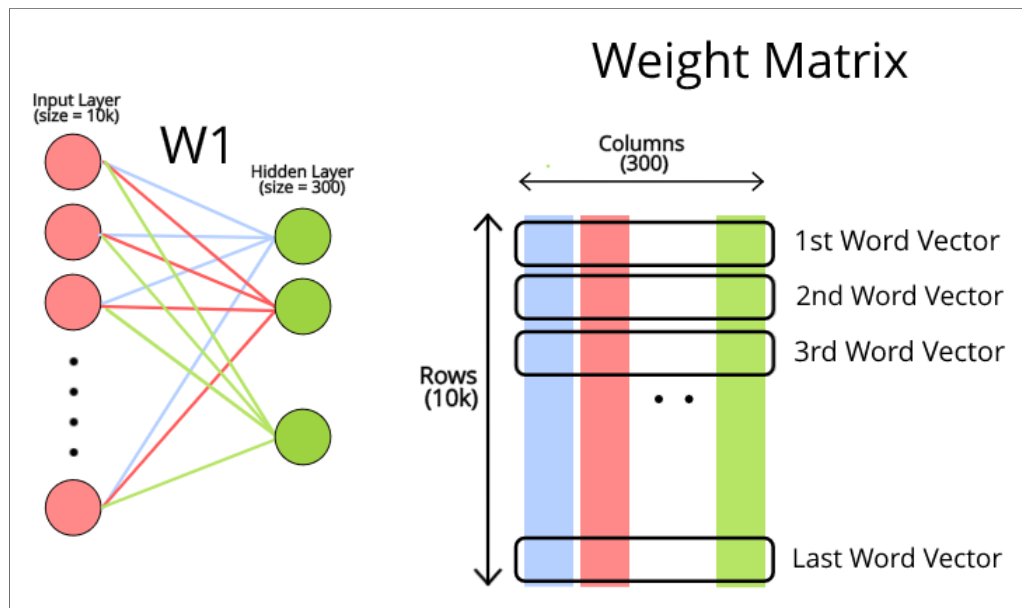 Weight Matrix
Input Layer
(size = 10k)
W1
Hidden Layer
(size = 300)
Columns
(300)
1st Word Vector
2nd Word Vector
3rd Word Vector
Rows
(10k)
Last Word Vector